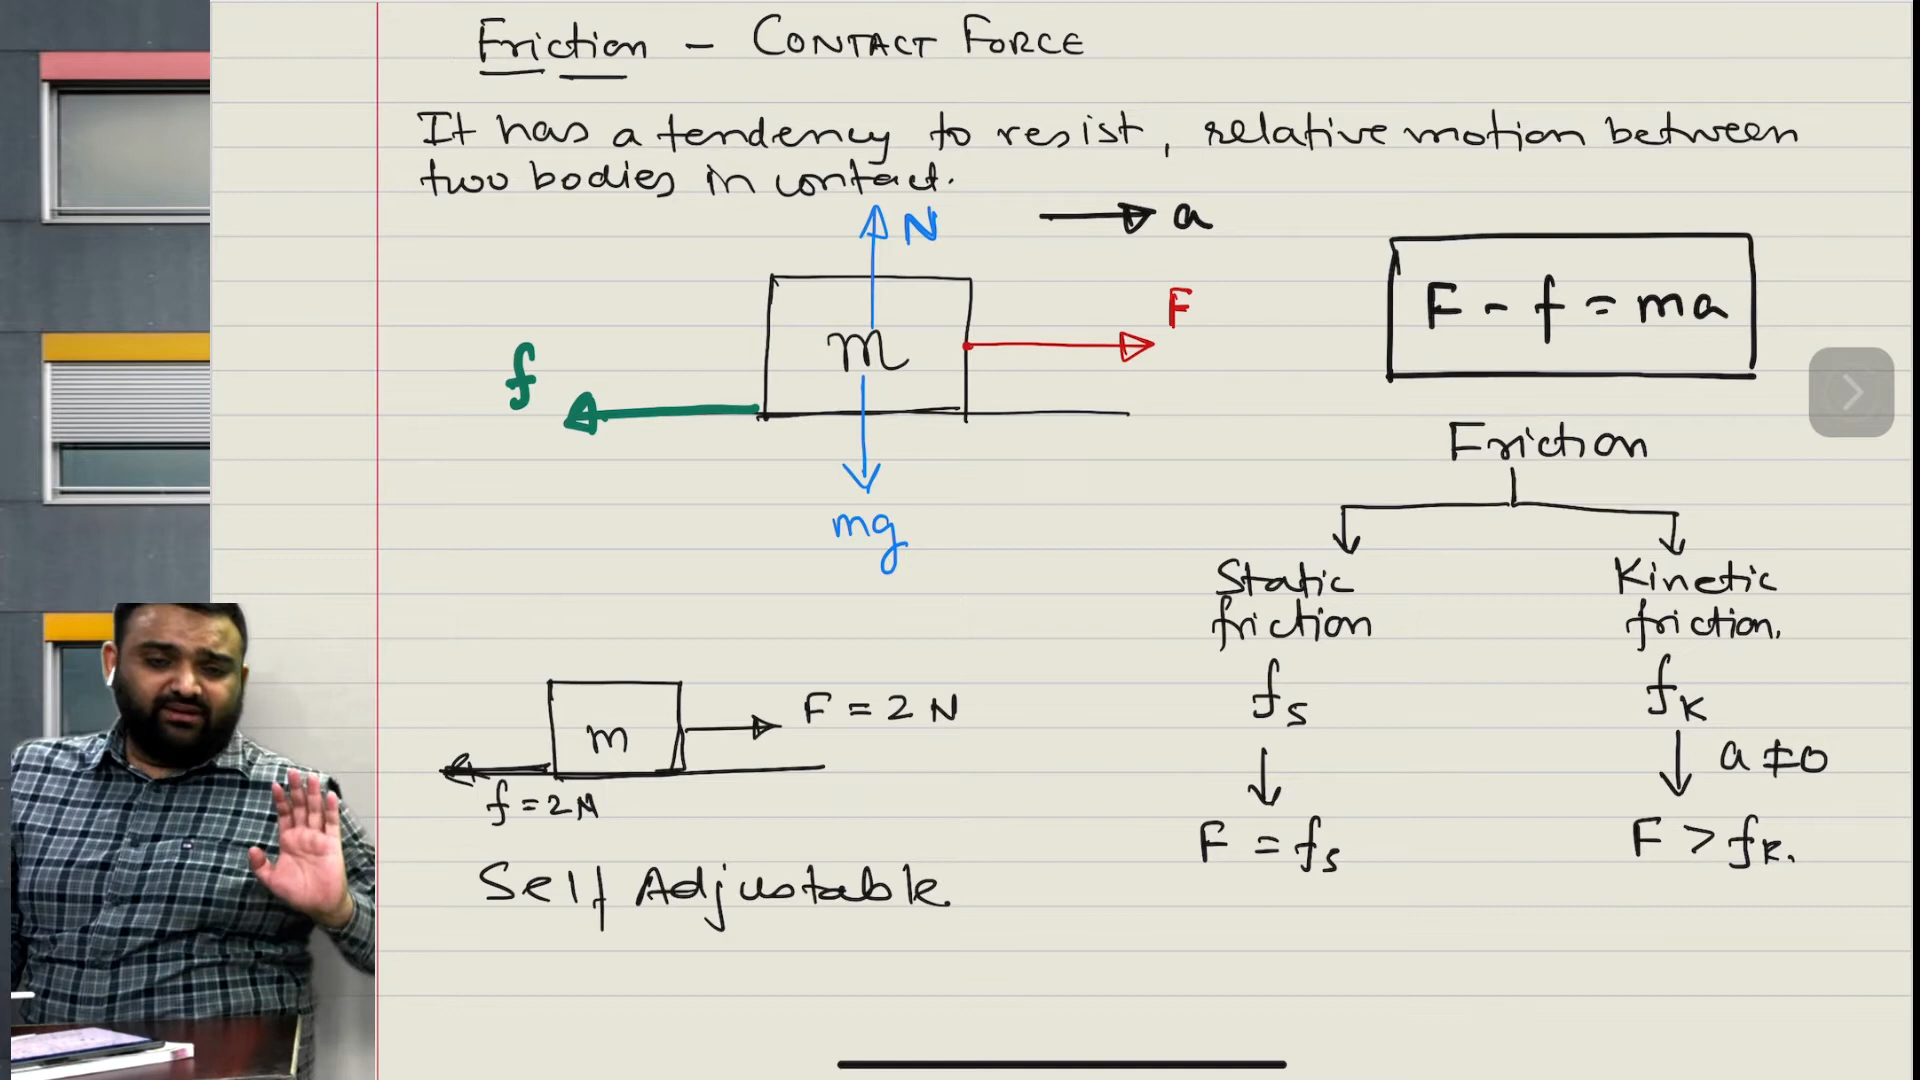 Friction – CONTACT FORCE
It has a tendency to resist, relative motion between
two bodies in contact.
N
a
F
m
f
mg
F - f = ma
Friction
Static
friction
fs
F = fs
Kinetic
friction.
fK
a ≠ 0
F > fK.
m
F = 2 N
f = 2N
Self Adjustable